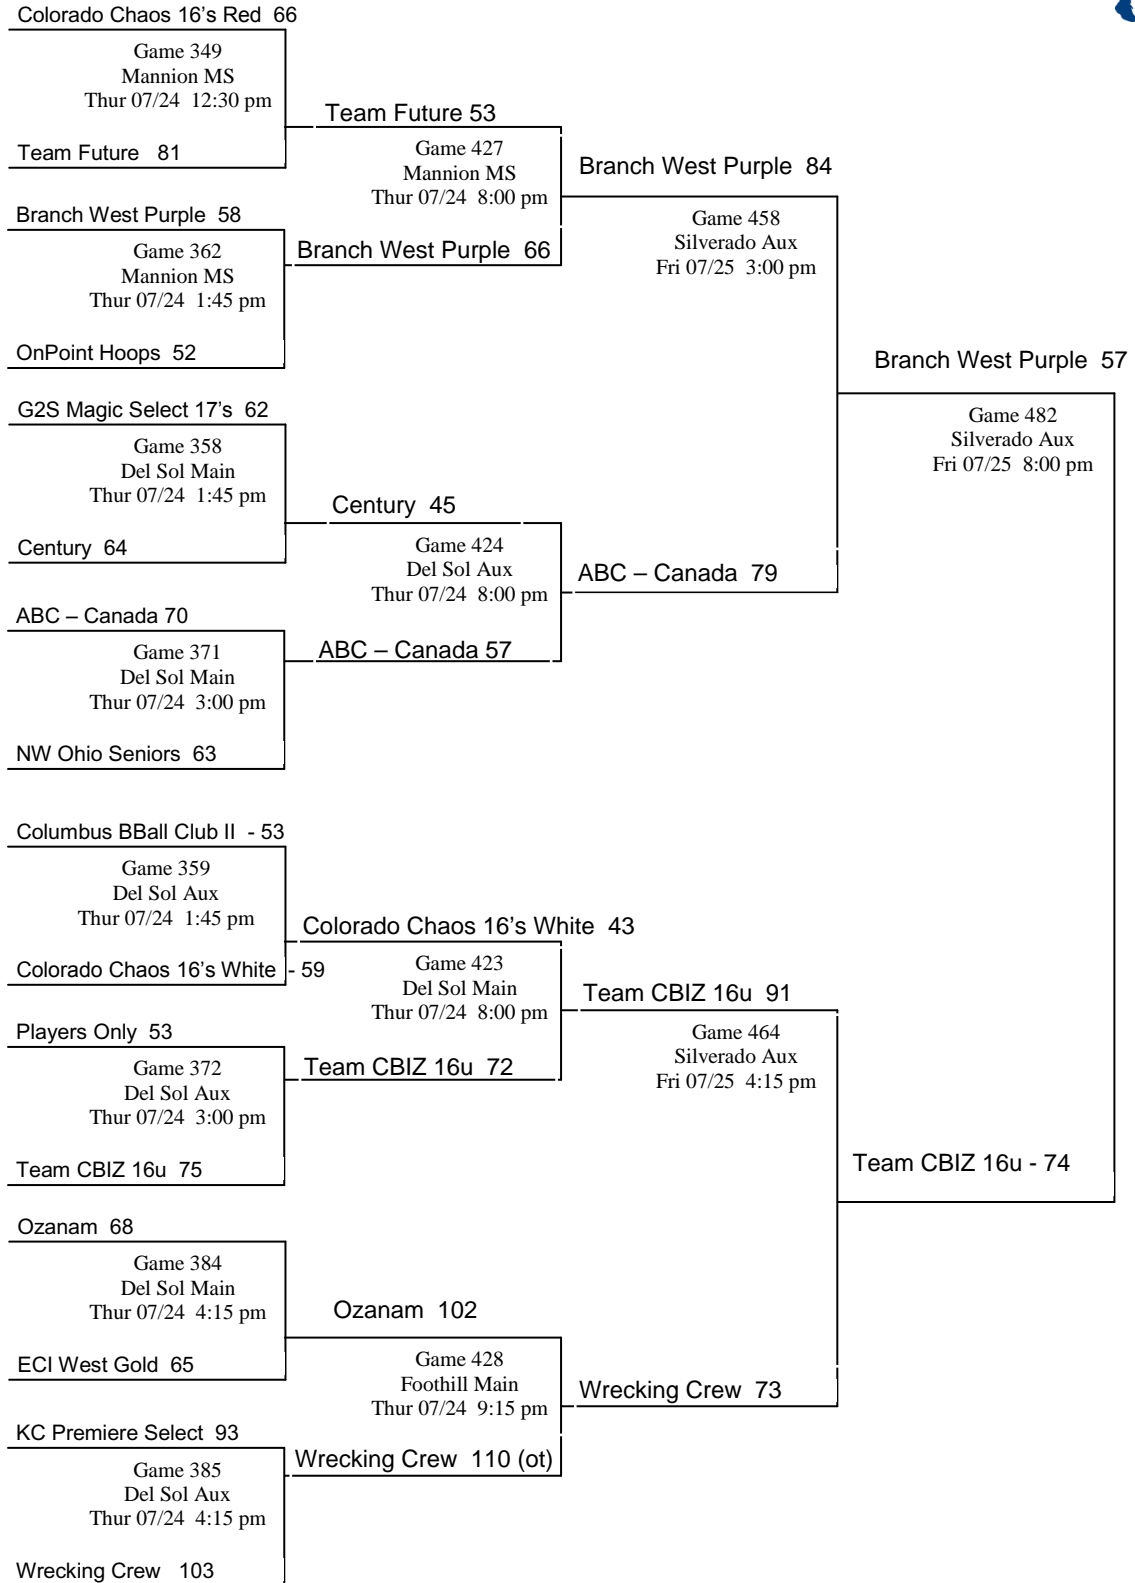 Colorado Chaos 16's Red  66
Game 349
Mannion MS
Thur 07/24  12:30 pm
Team Future   81
Branch West Purple  58
Game 362
Mannion MS
Thur 07/24  1:45 pm
OnPoint Hoops  52
G2S Magic Select 17's  62
Game 358
Del Sol Main
Thur 07/24  1:45 pm
Century  64
ABC – Canada 70
Game 371
Del Sol Main
Thur 07/24  3:00 pm
NW Ohio Seniors  63
Columbus BBall Club II  - 53
Game 359
Del Sol Aux
Thur 07/24  1:45 pm
Colorado Chaos 16's White  - 59
Players Only  53
Game 372
Del Sol Aux
Thur 07/24  3:00 pm
Team CBIZ 16u  75
Ozanam  68
Game 384
Del Sol Main
Thur 07/24  4:15 pm
ECI West Gold  65
KC Premiere Select  93
Game 385
Del Sol Aux
Thur 07/24  4:15 pm
Wrecking Crew   103
Team Future 53
Game 427
Mannion MS
Thur 07/24  8:00 pm
Branch West Purple  66
Century  45
Game 424
Del Sol Aux
Thur 07/24  8:00 pm
ABC – Canada 57
Colorado Chaos 16's White  43
Game 423
Del Sol Main
Thur 07/24  8:00 pm
Team CBIZ 16u  72
Ozanam  102
Game 428
Foothill Main
Thur 07/24  9:15 pm
Wrecking Crew  110 (ot)
Branch West Purple  84
Game 458
Silverado Aux
Fri 07/25  3:00 pm
ABC – Canada  79
Team CBIZ 16u  91
Game 464
Silverado Aux
Fri 07/25  4:15 pm
Wrecking Crew  73
Branch West Purple  57
Game 482
Silverado Aux
Fri 07/25  8:00 pm
Team CBIZ 16u - 74